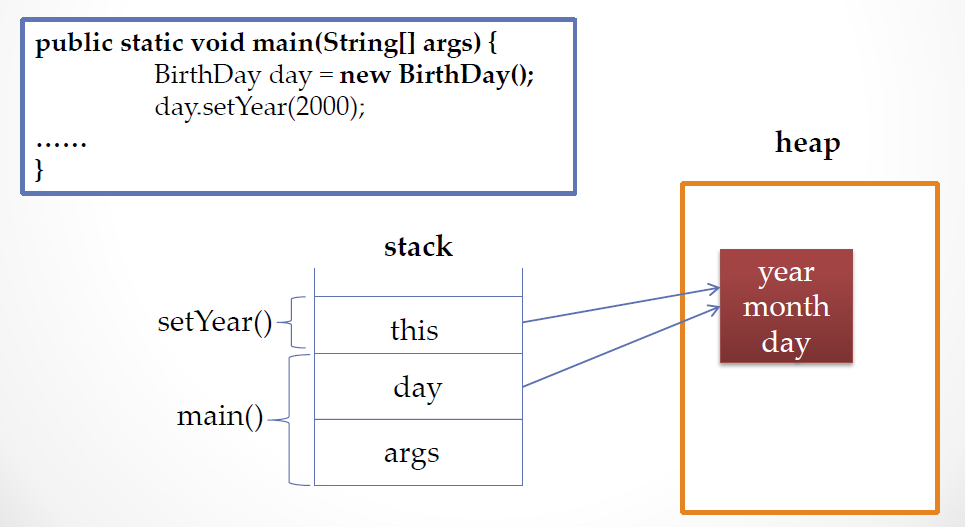 public static void main(String[] args) {
BirthDay day = new BirthDay();
day.setYear(2000);
......
}
heap
stack
year
month
day
setYear()
this
day
main()
args